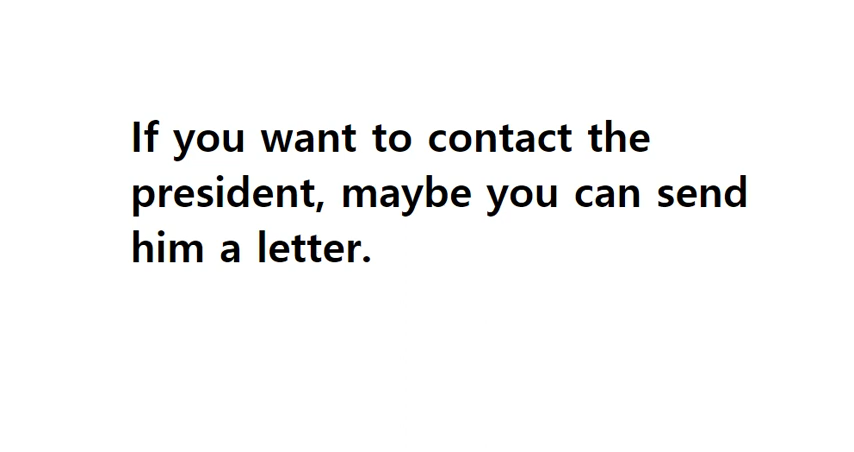 If you want to contact the
president, maybe you can send
him a letter.